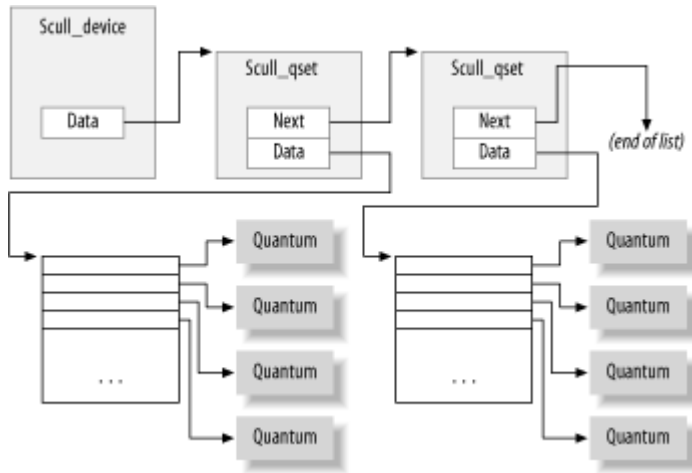 Scull_device
Scull_qset
Scull_qset
Data
Next
Next
Data
Data
(end of list)
Quantum
Quantum
Quantum
Quantum
Quantum
Quantum
. . .
. . .
Quantum
Quantum